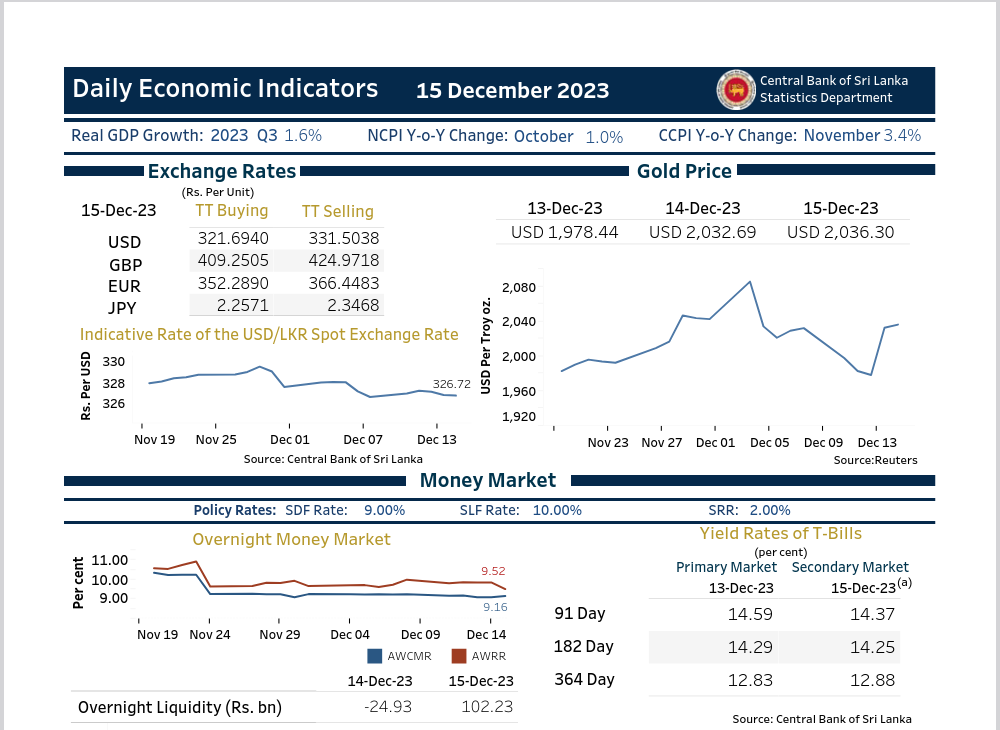 Daily Economic Indicators 15 December 2023 Central Bank of Sri Lanka
Statistics Department
Real GDP Growth: 2023 Q3 1.6% NCPI Y-o-Y Change: October 1.0% CCPI Y-o-Y Change: November 3.4%
Exchange Rates
(Rs. Per Unit)
15-Dec-23 TT Buying TT Selling
USD 321.6940 331.5038
GBP 409.2505 424.9718
EUR 352.2890 366.4483
JPY 2.2571 2.3468
Indicative Rate of the USD/LKR Spot Exchange Rate
Rs. Per USD
330
328
326
326.72
Nov 19 Nov 25 Dec 01 Dec 07 Dec 13
Source: Central Bank of Sri Lanka
Gold Price
13-Dec-23 14-Dec-23 15-Dec-23
USD 1,978.44 USD 2,032.69 USD 2,036.30
USD Per Troy oz.
2,080
2,040
2,000
1,960
1,920
Nov 23 Nov 27 Dec 01 Dec 05 Dec 09 Dec 13
Source:Reuters
Money Market
Policy Rates: SDF Rate: 9.00% SLF Rate: 10.00% SRR: 2.00%
Overnight Money Market
Per cent
11.00
10.00
9.00
9.52
9.16
Nov 19 Nov 24 Nov 29 Dec 04 Dec 09 Dec 14
AWCMR AWRR
14-Dec-23 15-Dec-23
Overnight Liquidity (Rs. bn) -24.93 102.23
Yield Rates of T-Bills
(per cent)
Primary Market Secondary Market
13-Dec-23 15-Dec-23(a)
91 Day 14.59 14.37
182 Day 14.29 14.25
364 Day 12.83 12.88
Source: Central Bank of Sri Lanka